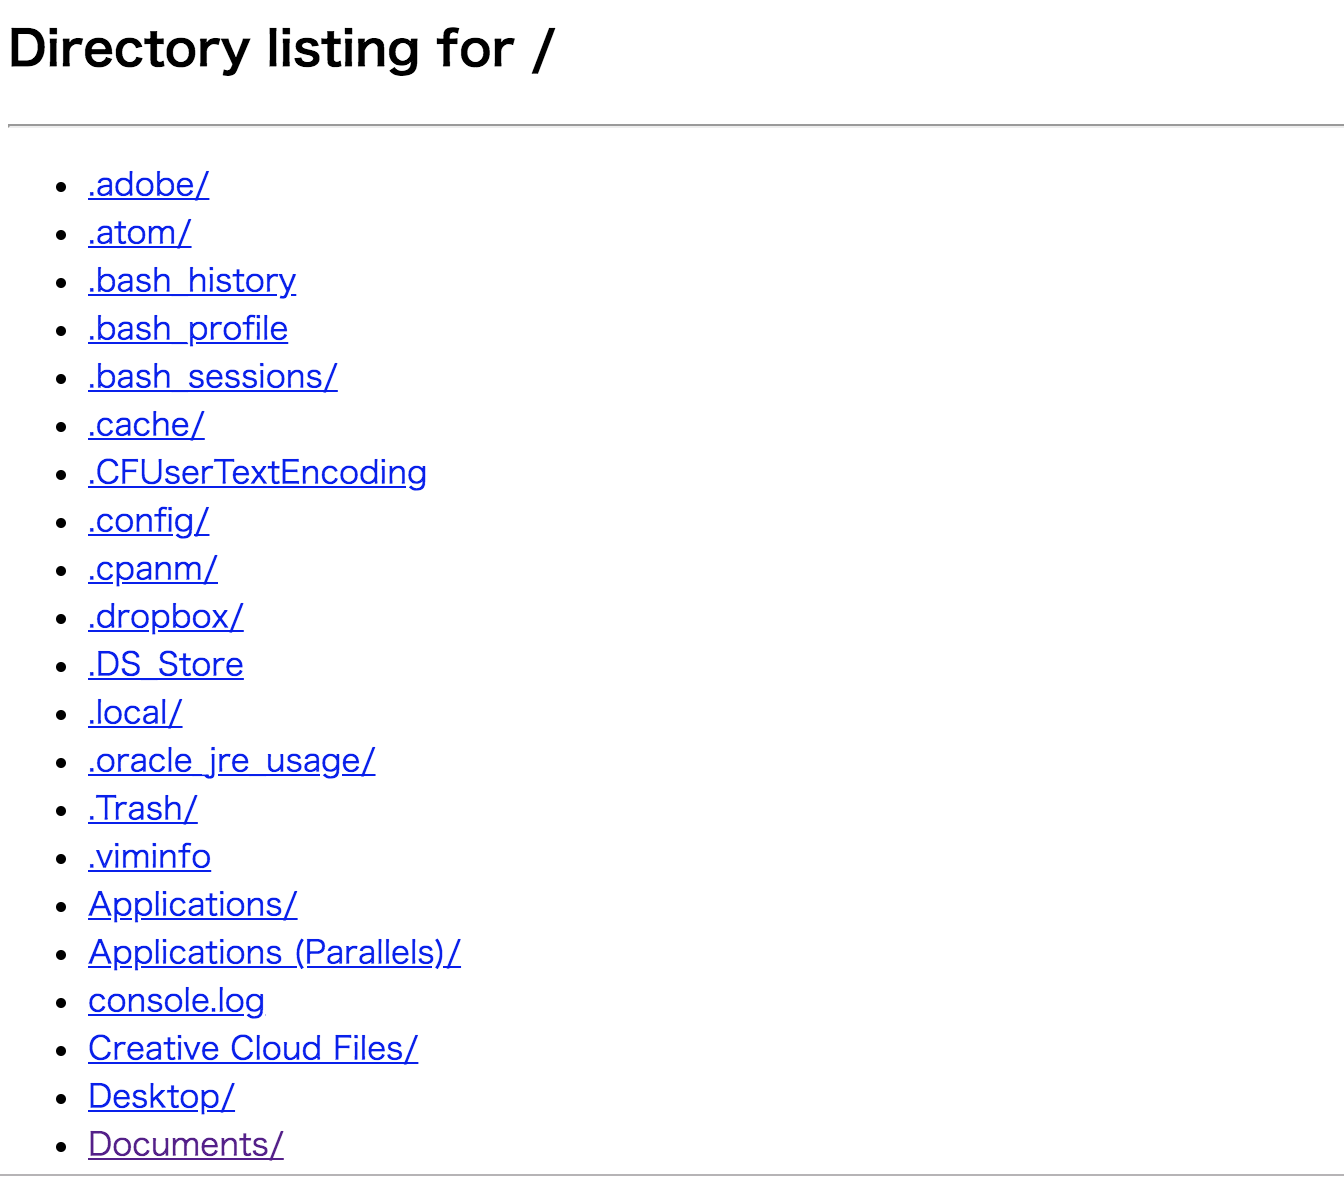 Directory listing for /
.adobe/
.atom/
.bash_history
.bash_profile
.bash_sessions/
.cache/
.CFUserTextEncoding
.config/
.cpanm/
.dropbox/
.DS_Store
.local/
.oracle_jre_usage/
.Trash/
.viminfo
Applications/
Applications (Parallels)/
console.log
Creative Cloud Files/
Desktop/
Documents/